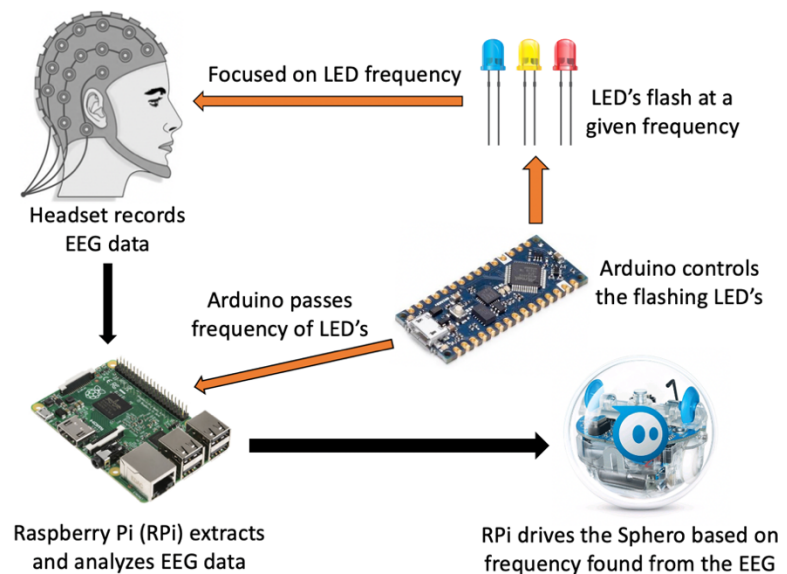 Focused on LED frequency
LED's flash at a
given frequency
Headset records
EEG data
Arduino passes
frequency of LED's
Arduino controls
the flashing LED's
Raspberry Pi (RPi) extracts
and analyzes EEG data
RPi drives the Sphero based on
frequency found from the EEG